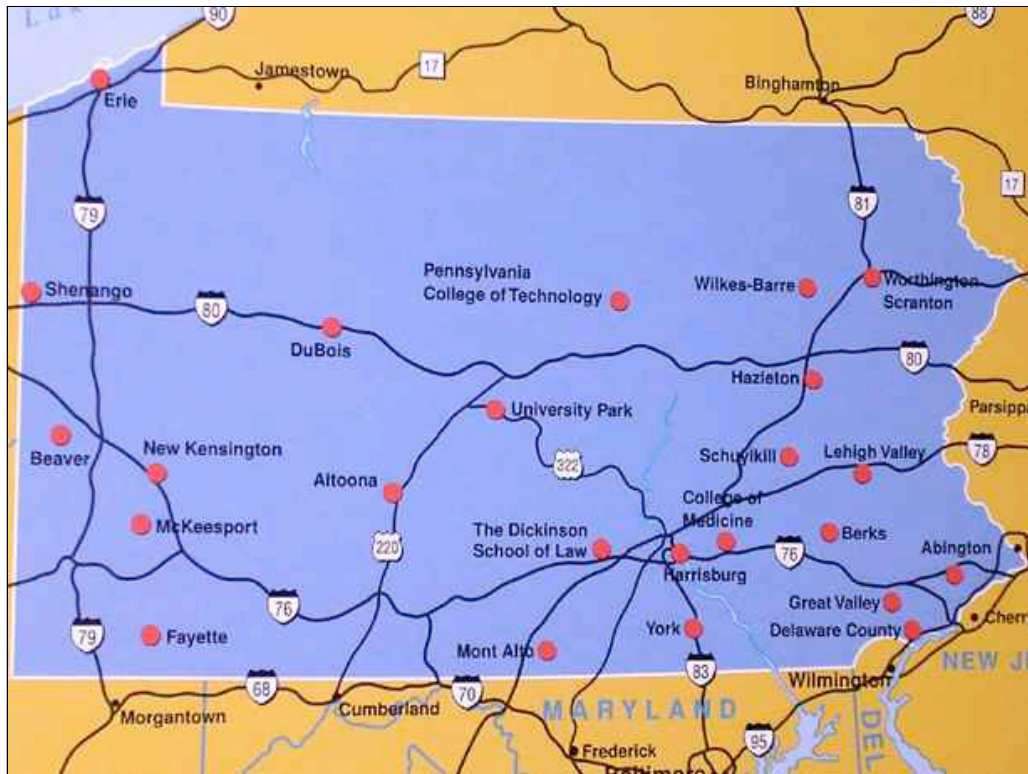 Lak
90
88
Jamestown
17
Binghamton
Erie
17
79
81
Shenango
Pennsylvania
College of Technology
Wilkes-Barre
Worthington
Scranton
80
DuBois
80
Hazleton
Parsippa
University Park
Beaver
New Kensington
322
Schuylkill
Lehigh Valley
78
Altoona
College of
Medicine
McKeesport
The Dickinson
School of Law
Berks
220
Harrisburg
76
Abington
76
Great Valley
Cherr
79
Fayette
York
Delaware County
Mont Alto
NEW JE
68
70
83
Wilmington
Morgantown
Cumberland
MARYLAND
DEL
95
Frederick
Baltimore